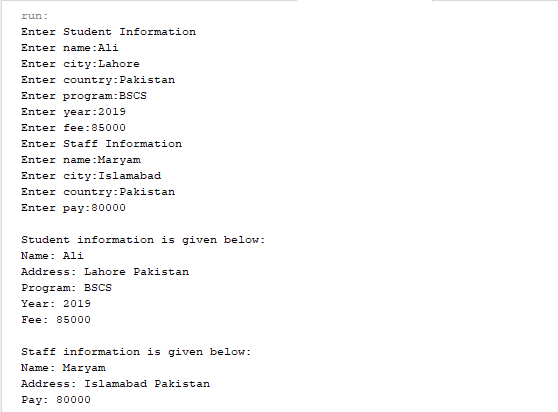 run:
Enter Student Information
Enter name:Ali
Enter city:Lahore
Enter country:Pakistan
Enter program:BSCS
Enter year:2019
Enter fee:85000
Enter Staff Information
Enter name:Maryam
Enter city:Islamabad
Enter country:Pakistan
Enter pay:80000

Student information is given below:
Name: Ali
Address: Lahore Pakistan
Program: BSCS
Year: 2019
Fee: 85000

Staff information is given below:
Name: Maryam
Address: Islamabad Pakistan
Pay: 80000